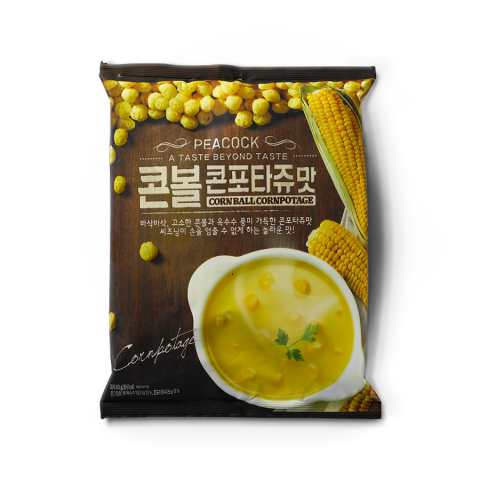 PEACOCK
A TASTE BEYOND TASTE
콘볼 콘포타쥬맛
CORN BALL CORNPOTAGE
바삭바삭, 고소한 콘볼과 옥수수 풍미 가득한 콘포타쥬맛
씨즈닝이 손을 멈출 수 없게 하는 놀라운 맛!
Cornpotage